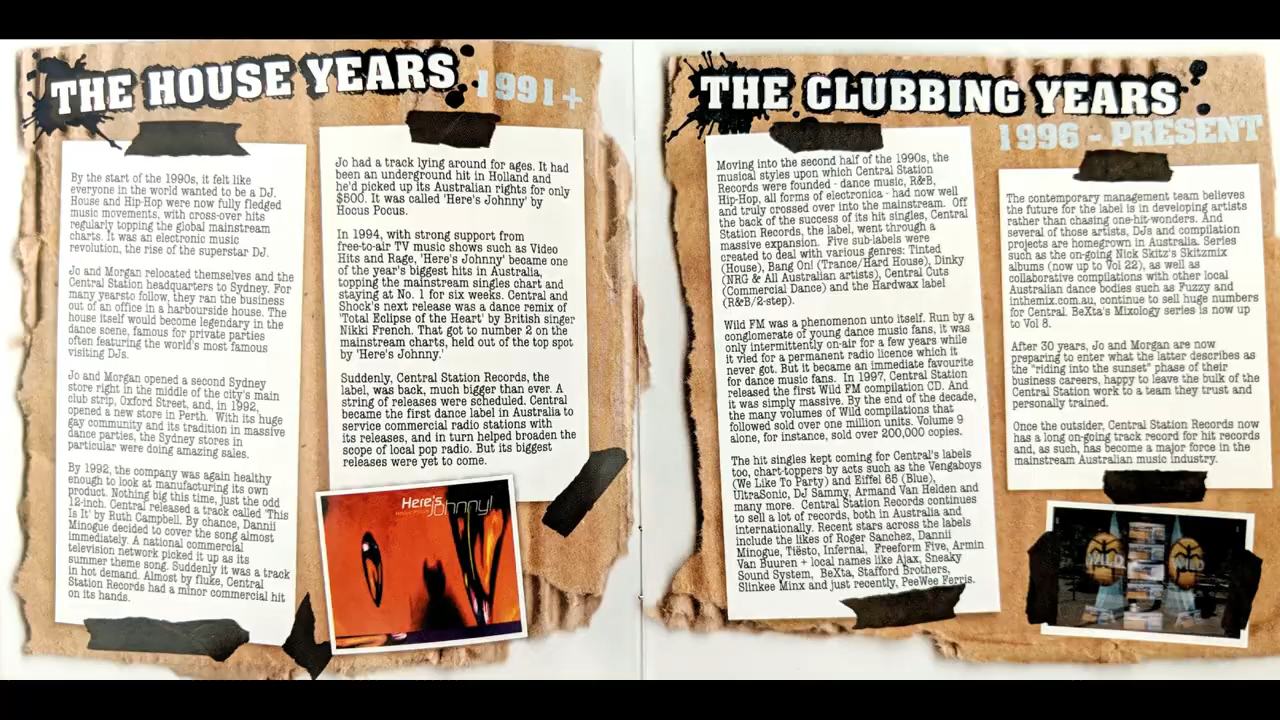 THE HOUSE YEARS 1991+
By the start of the 1990s, it felt like
everyone in the world wanted to be a DJ.
House and Hip-Hop were now fully fledged
music movements, with cross-over hits
regularly topping the global mainstream
charts. It was an electronic music
revolution, the rise of the superstar DJ.
Jo and Morgan relocated themselves and the
Central Station headquarters to Sydney. For
many yearsto follow, they ran the business
out of an office in a harbourside house. The
house itself would become legendary in the
dance scene, famous for private parties
often featuring the world's most famous
visiting DJs.
Jo and Morgan opened a second Sydney
store right in the middle of the city's main
club strip, Oxford Street, and, in 1992,
opened a new store in Perth. With its huge
gay community and its tradition in massive
dance parties, the Sydney stores in
particular were doing amazing sales.
By 1992, the company was again healthy
enough to look at manufacturing its own
product. Nothing big this time, just the odd
12-inch. Central released a track called 'This
Is It' by Ruth Campbell. By chance, Dannii
Minogue decided to cover the song almost
immediately. A national commercial
television network picked it up as its
summer theme song. Suddenly it was a track
in hot demand. Almost by fluke, Central
Station Records had a minor commercial hit
on its hands.
Jo had a track lying around for ages. It had
been an underground hit in Holland and
he'd picked up its Australian rights for only
$500. It was called 'Here's Johnny' by
Hocus Pocus.
In 1994, with strong support from
free-to-air TV music shows such as Video
Hits and Rage, 'Here's Johnny' became one
of the year's biggest hits in Australia,
topping the mainstream singles chart and
staying at No. 1 for six weeks. Central and
Shock's next release was a dance remix of
'Total Eclipse of the Heart' by British singer
Nikki French. That got to number 2 on the
mainstream charts, held out of the top spot
by 'Here's Johnny.'
Suddenly, Central Station Records, the
label, was back, much bigger than ever. A
string of releases were scheduled. Central
became the first dance label in Australia to
service commercial radio stations with
its releases, and in turn helped broaden the
scope of local pop radio. But its biggest
releases were yet to come.
Here's
Johnny!
THE CLUBBING YEARS
1996 - PRESENT
Moving into the second half of the 1990s, the
musical styles upon which Central Station
Records were founded - dance music, R&B,
Hip-Hop, all forms of electronica - had now well
and truly crossed over into the mainstream. Off
the back of the success of its hit singles, Central
Station Records, the label, went through a
massive expansion. Five sub-labels were
created to deal with various genres: Tinted
(House), Bang On! (Trance/Hard House), Dinky
(NRG & All Australian artists), Central Cuts
(Commercial Dance) and the Hardwax label
(R&B/2-step).
Wild FM was a phenomenon unto itself. Run by a
conglomerate of young dance music fans, it was
only intermittently on-air for a few years while
it vied for a permanent radio licence which it
never got. But it became an immediate favourite
for dance music fans. In 1997, Central Station
released the first Wild FM compilation CD. And
it was simply massive. By the end of the decade,
the many volumes of Wild compilations that
followed sold over one million units. Volume 9
alone, for instance, sold over 200,000 copies.
The hit singles kept coming for Central's labels
too, chart-toppers by acts such as the Vengaboys
(We Like To Party) and Eiffel 65 (Blue),
UltraSonic, DJ Sammy, Armand Van Helden and
many more. Central Station Records continues
to sell a lot of records, both in Australia and
internationally. Recent stars across the labels
include the likes of Roger Sanchez, Dannii
Minogue, Tiësto, Infernal, Freeform Five, Armin
Van Buuren + local names like Ajax, Sneaky
Sound System, BeXta, Stafford Brothers,
Slinkee Minx and just recently, PeeWee Ferris.
The contemporary management team believes
the future for the label is in developing artists
rather than chasing one-hit-wonders. And
several of those artists, DJs and compilation
projects are homegrown in Australia. Series
such as the on-going Nick Skitz's Skitzmix
albums (now up to Vol 22), as well as
collaborative compilations with other local
Australian dance bodies such as Fuzzy and
inthemix.com.au, continue to sell huge numbers
for Central. BeXta's Mixology series is now up
to Vol 8.
After 30 years, Jo and Morgan are now
preparing to enter what the latter describes as
the "riding into the sunset" phase of their
business careers, happy to leave the bulk of the
Central Station work to a team they trust and
personally trained.
Once the outsider, Central Station Records now
has a long on-going track record for hit records
and, as such, has become a major force in the
mainstream Australian music industry.
WILD
WILD